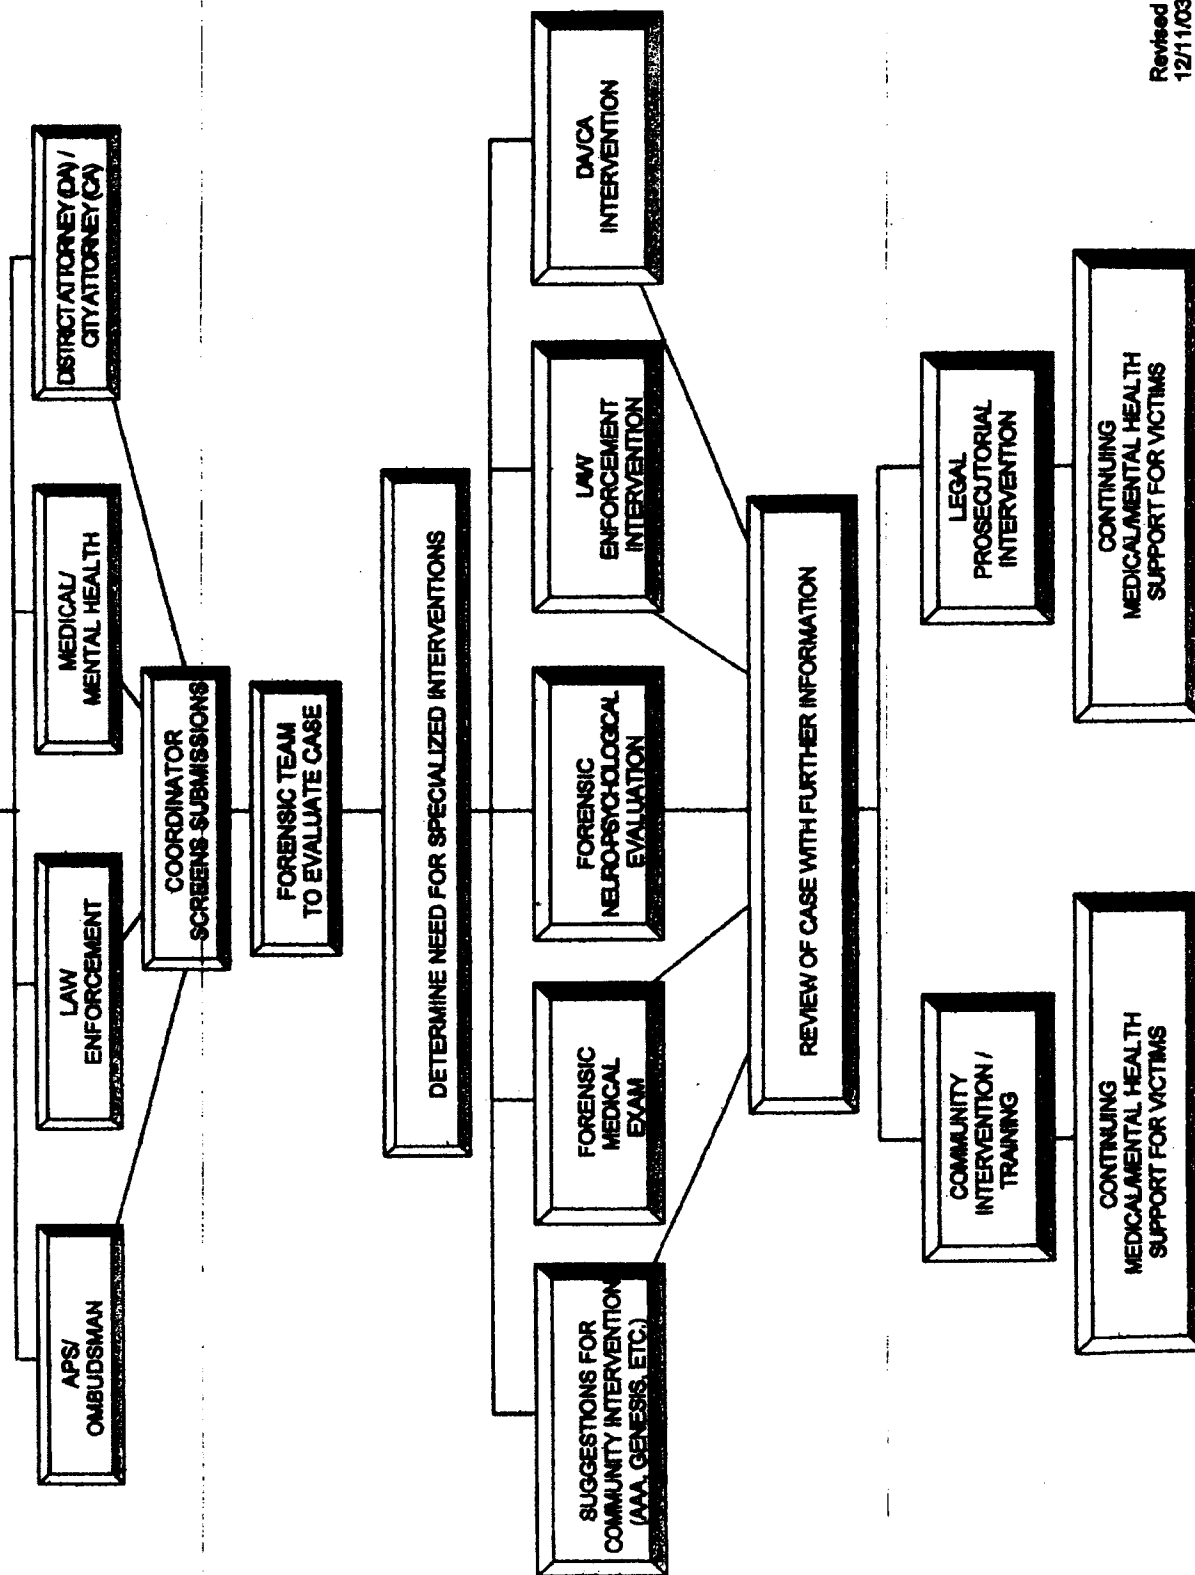 APS/
OMBUDSMAN
LAW
ENFORCEMENT
MEDICAL/
MENTAL HEALTH
DISTRICT ATTORNEY (DA) /
CITY ATTORNEY (CA)
COORDINATOR
SCREENS SUBMISSIONS
FORENSIC TEAM
TO EVALUATE CASE
DETERMINE NEED FOR SPECIALIZED INTERVENTIONS
SUGGESTIONS FOR
COMMUNITY INTERVENTION
(AAA, GENESIS, ETC.)
FORENSIC
MEDICAL
EXAM
FORENSIC
NEUROPSYCHOLOGICAL
EVALUATION
LAW
ENFORCEMENT
INTERVENTION
DA/CA
INTERVENTION
REVIEW OF CASE WITH FURTHER INFORMATION
COMMUNITY
INTERVENTION /
TRAINING
LEGAL
PROSECUTORIAL
INTERVENTION
CONTINUING
MEDICAL/MENTAL HEALTH
SUPPORT FOR VICTIMS
CONTINUING
MEDICAL/MENTAL HEALTH
SUPPORT FOR VICTIMS
Revised
12/11/03